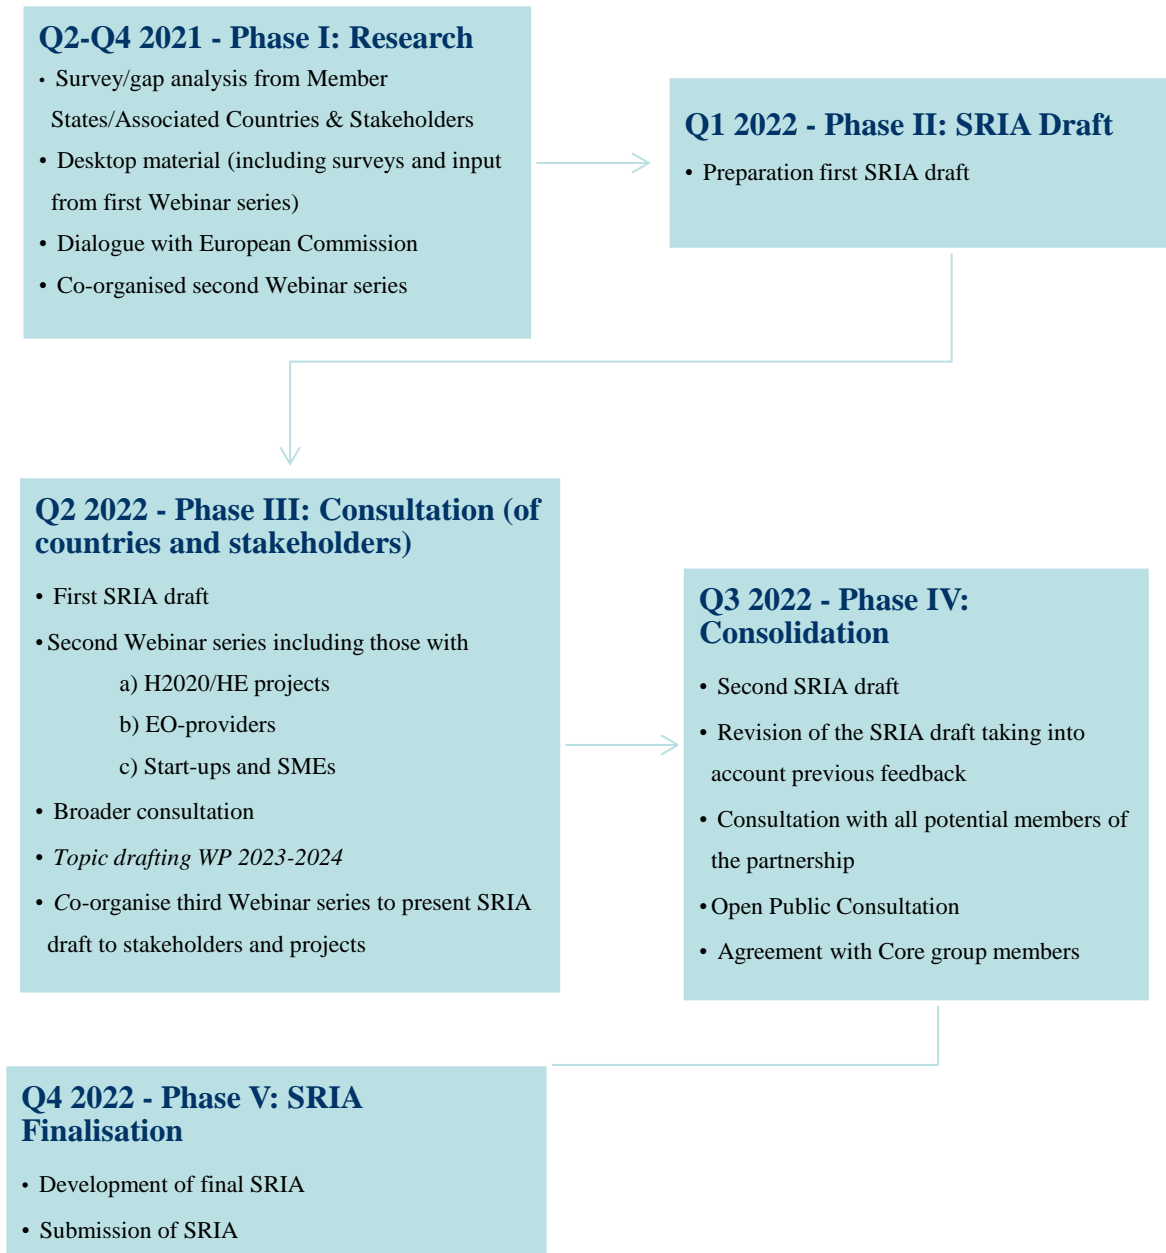 Q2-Q4 2021 - Phase I: Research
• Survey/gap analysis from Member
States/Associated Countries & Stakeholders
• Desktop material (including surveys and input
from first Webinar series)
• Dialogue with European Commission
• Co-organised second Webinar series
Q1 2022 - Phase II: SRIA Draft
• Preparation first SRIA draft
Q2 2022 - Phase III: Consultation (of
countries and stakeholders)
• First SRIA draft
• Second Webinar series including those with
a) H2020/HE projects
b) EO-providers
c) Start-ups and SMEs
• Broader consultation
• Topic drafting WP 2023-2024
• Co-organise third Webinar series to present SRIA
draft to stakeholders and projects
Q3 2022 - Phase IV:
Consolidation
• Second SRIA draft
• Revision of the SRIA draft taking into
account previous feedback
• Consultation with all potential members of
the partnership
• Open Public Consultation
• Agreement with Core group members
Q4 2022 - Phase V: SRIA
Finalisation
• Development of final SRIA
• Submission of SRIA